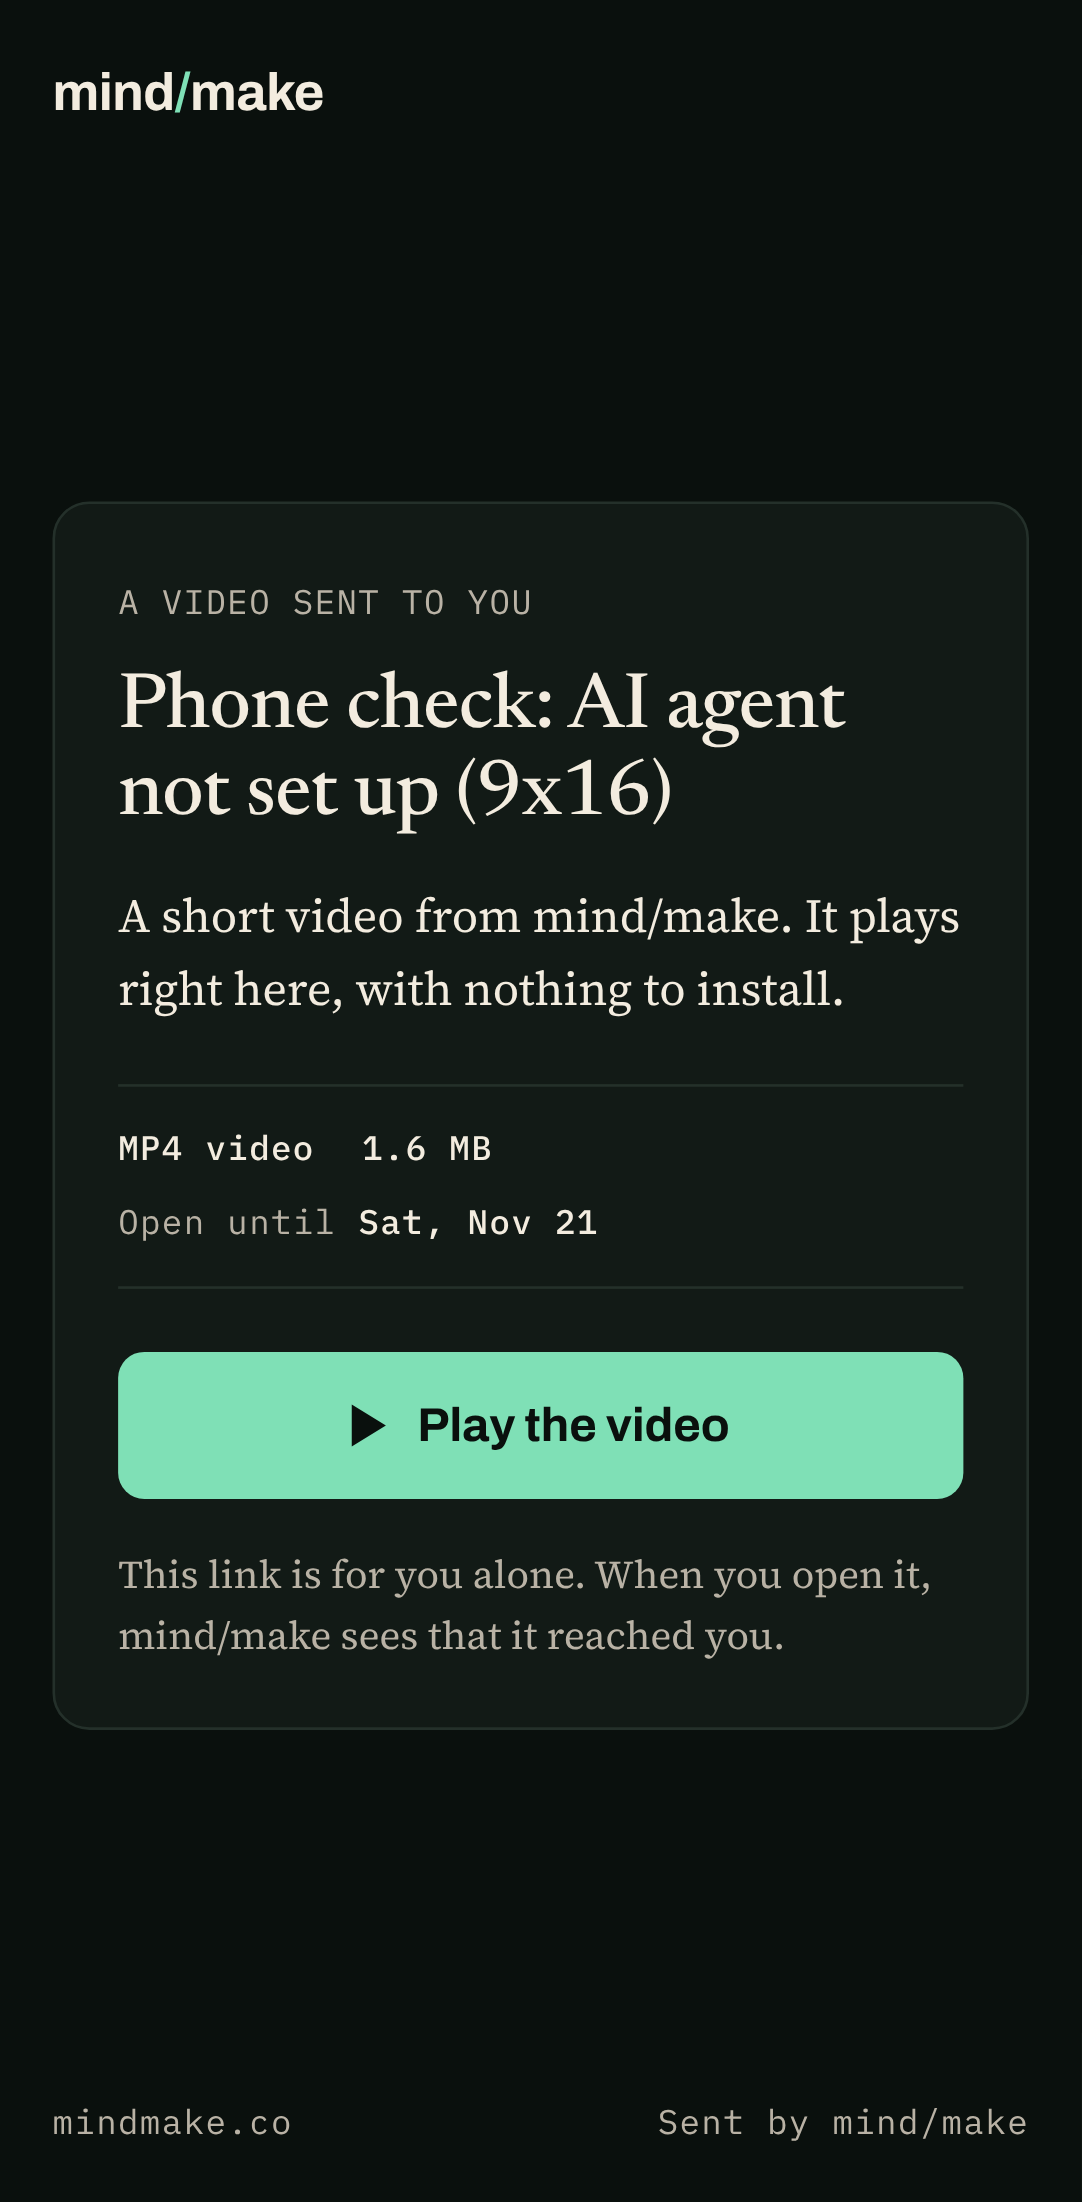 mind/make
A VIDEO SENT TO YOU
Phone check: AI agent
not set up (9x16)
A short video from mind/make. It plays
right here, with nothing to install.
MP4 video 1.6 MB
Open until Sat, Nov 21
Play the video
This link is for you alone. When you open it,
mind/make sees that it reached you.
mindmake.co
Sent by mind/make